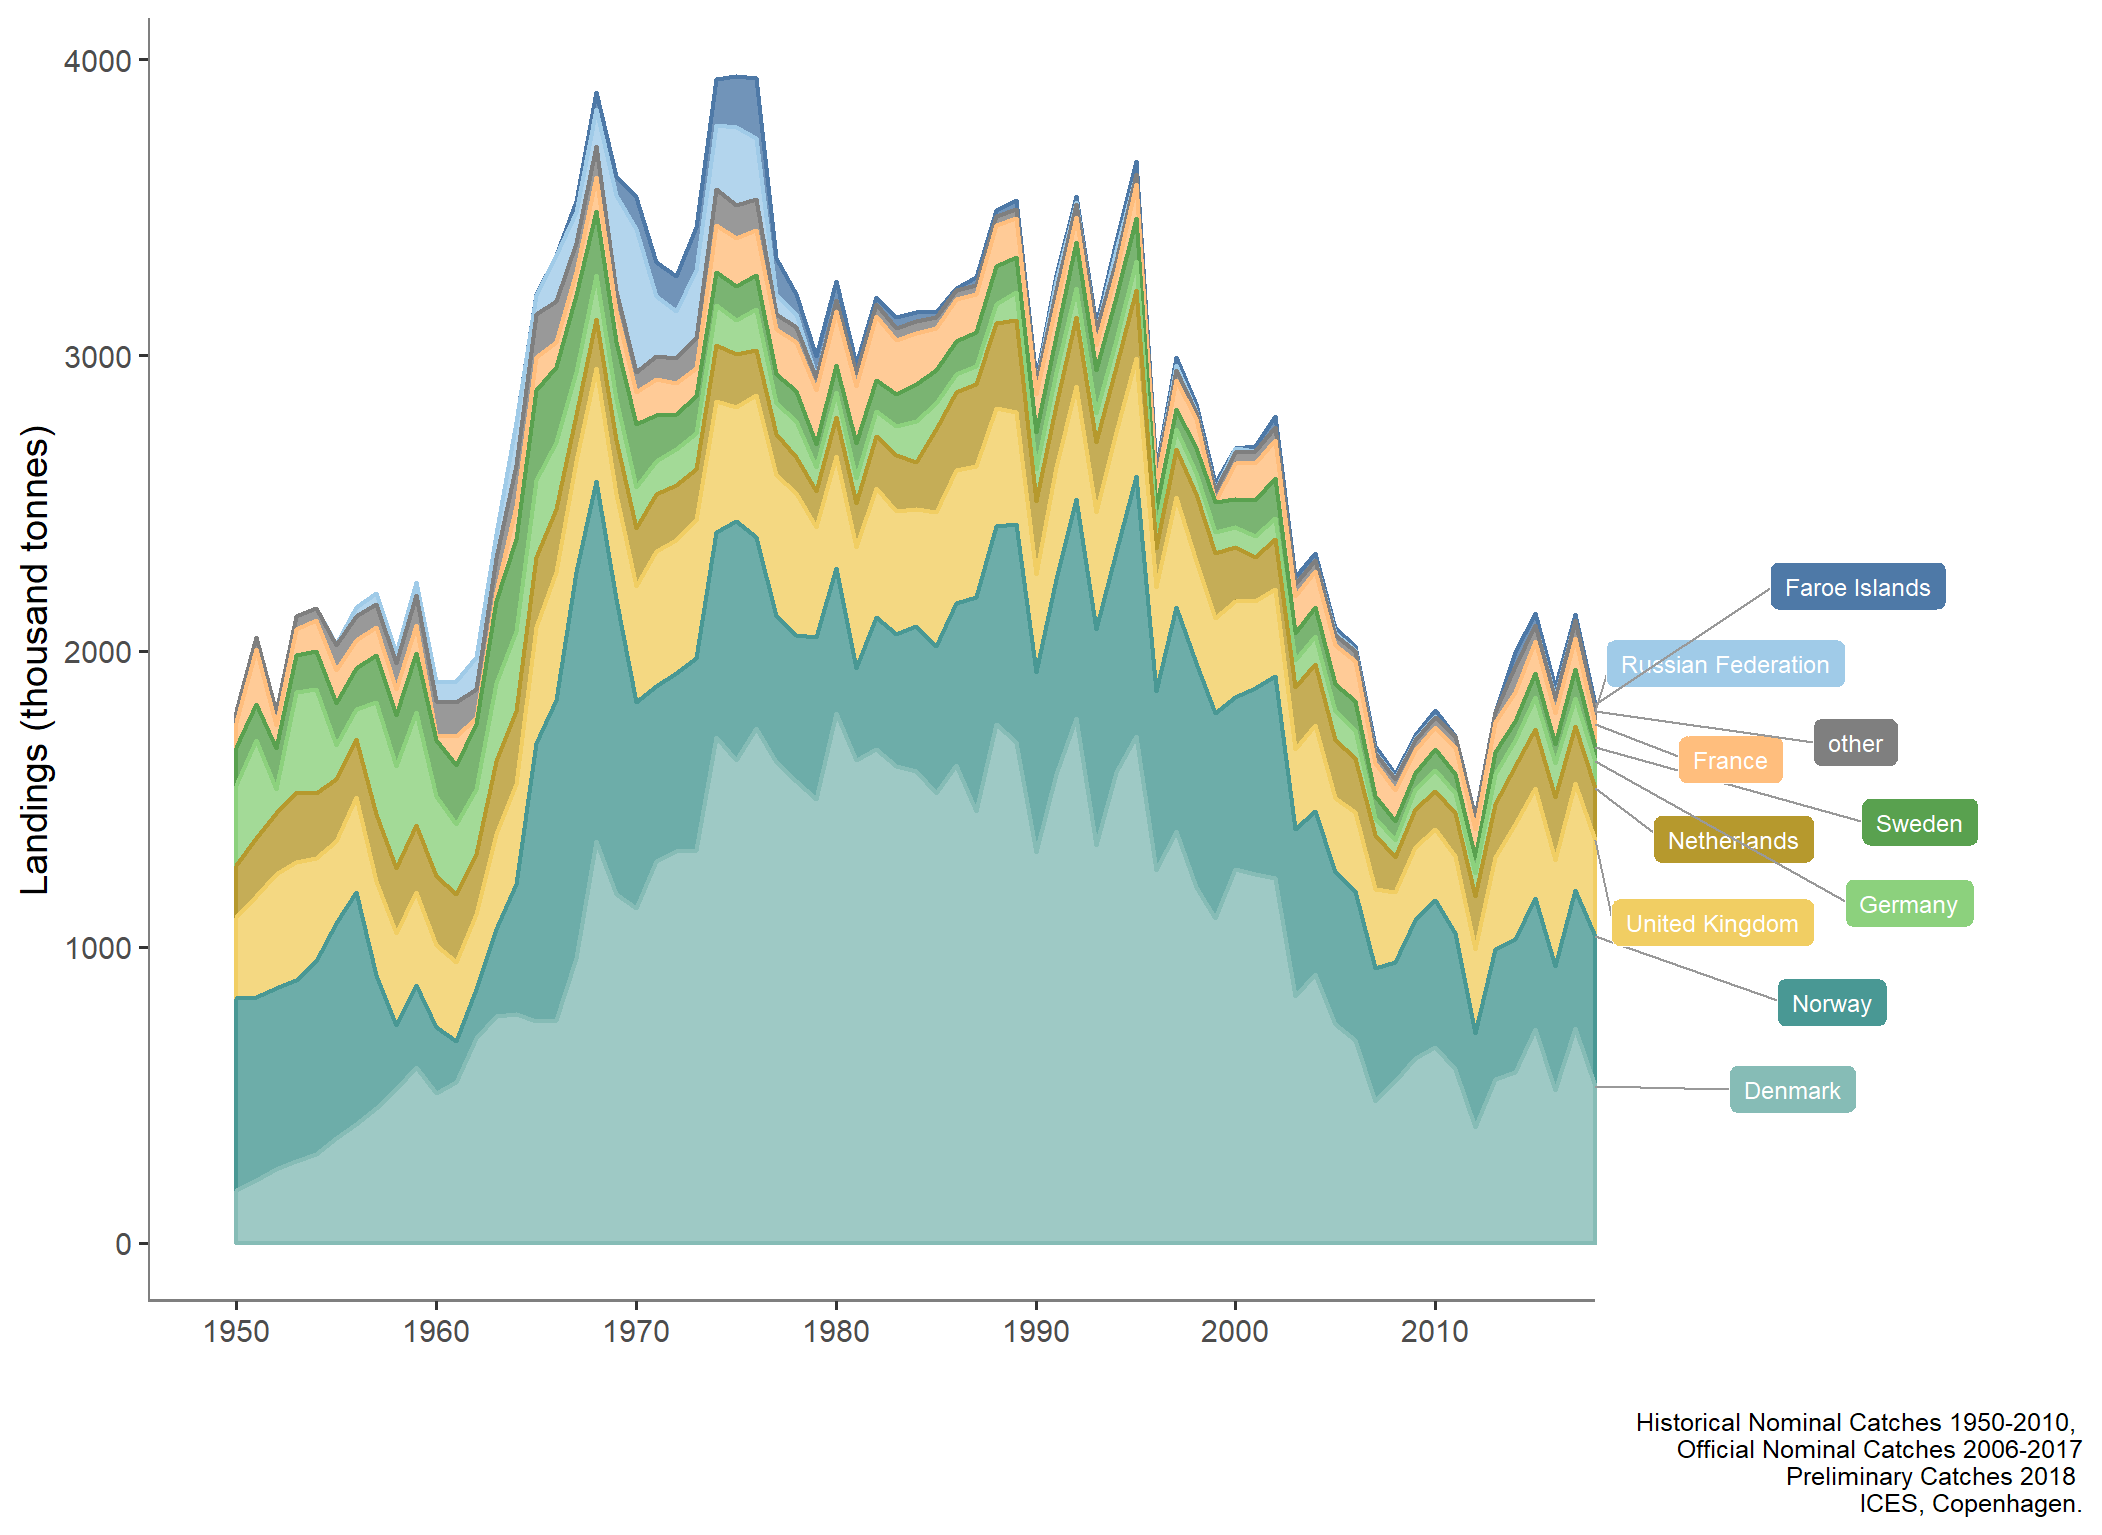 Landings (thousand tonnes)
4000
3000
2000
1000
0
1950
1960
1970
1980
1990
2000
2010
Faroe Islands
Russian Federation
other
France
Sweden
Netherlands
Germany
United Kingdom
Norway
Denmark
Historical Nominal Catches 1950-2010,
Official Nominal Catches 2006-2017
Preliminary Catches 2018
ICES, Copenhagen.